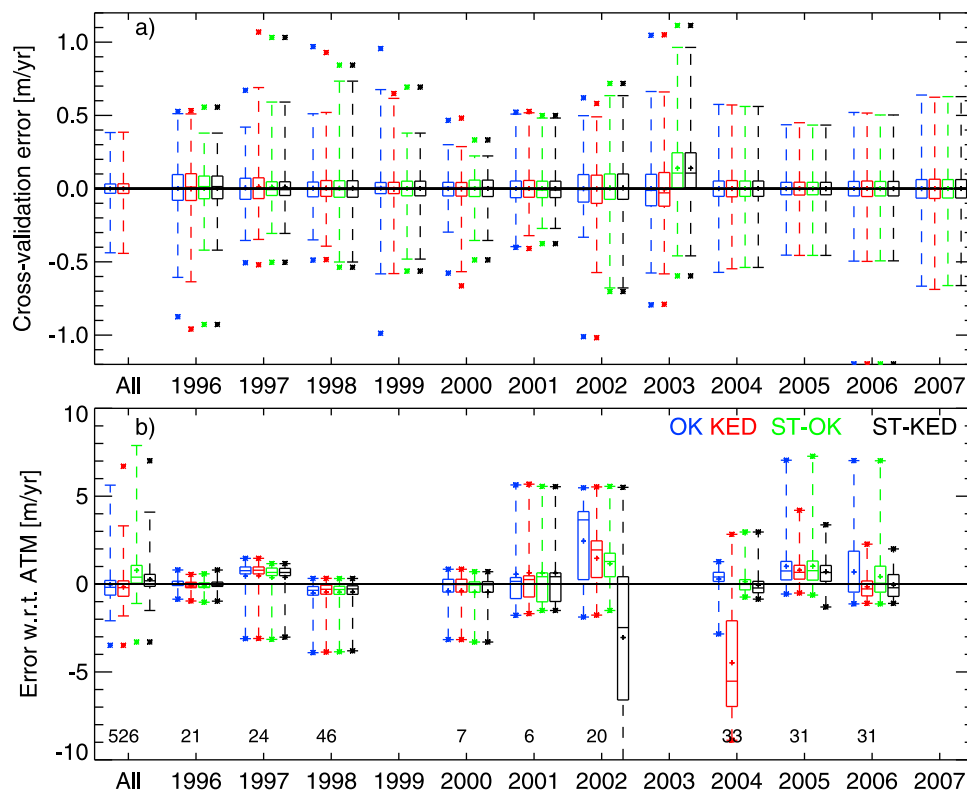 a)
Cross-validation error [m/yr]
1.0
0.5
0.0
-0.5
-1.0
All 1996 1997 1998 1999 2000 2001 2002 2003 2004 2005 2006 2007
b)
OK KED ST-OK ST-KED
Error w.r.t. ATM [m/yr]
10
5
0
-5
-10
526 21 24 46 7 6 20 33 31 31
All 1996 1997 1998 1999 2000 2001 2002 2003 2004 2005 2006 2007